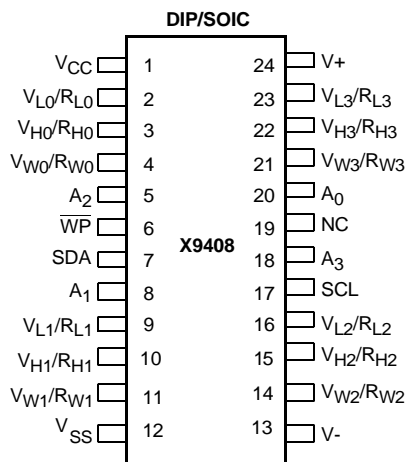 DIP/SOIC
VCC 1 24 V+
VL0/RL0 2 23 VL3/RL3
VH0/RH0 3 22 VH3/RH3
VW0/RW0 4 21 VW3/RW3
A2 5 20 A0
WP 6 19 NC
X9408
SDA 7 18 A3
A1 8 17 SCL
VL1/RL1 9 16 VL2/RL2
VH1/RH1 10 15 VH2/RH2
VW1/RW1 11 14 VW2/RW2
VSS 12 13 V-